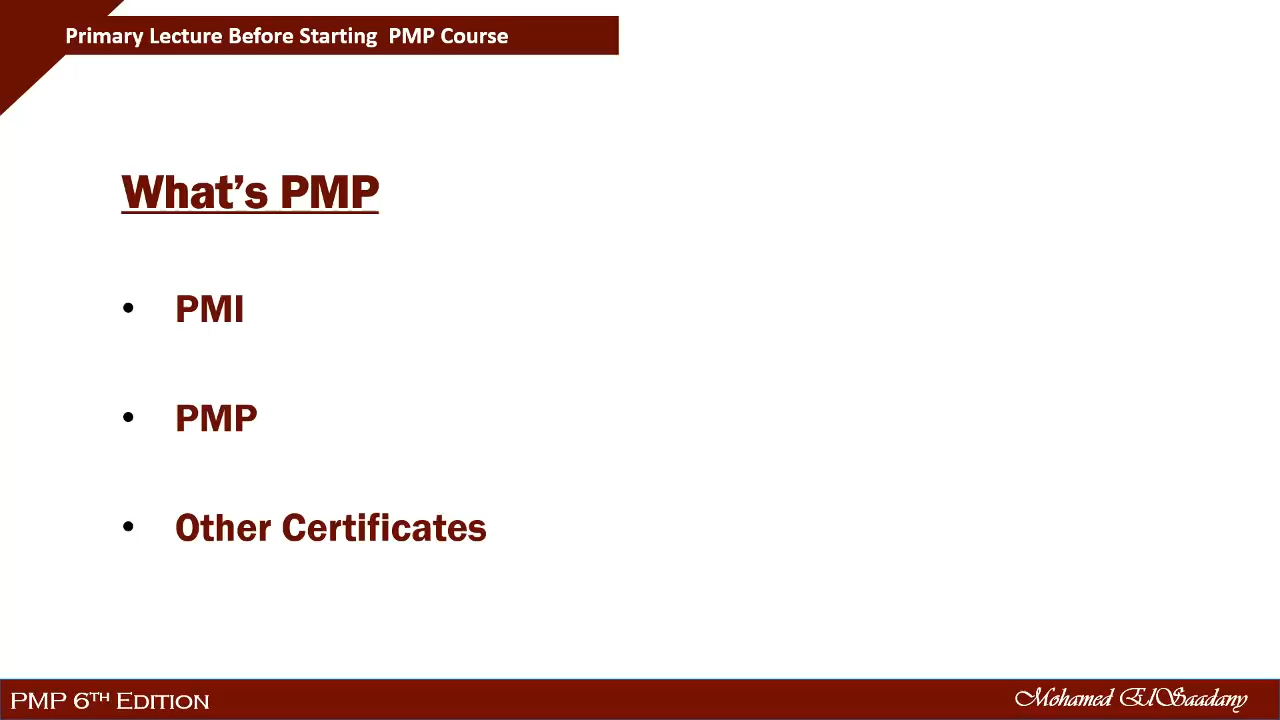 Primary Lecture Before Starting PMP Course
What's PMP
• PMI
• PMP
• Other Certificates
PMP 6TH Edition
Mohamed ElSaadany